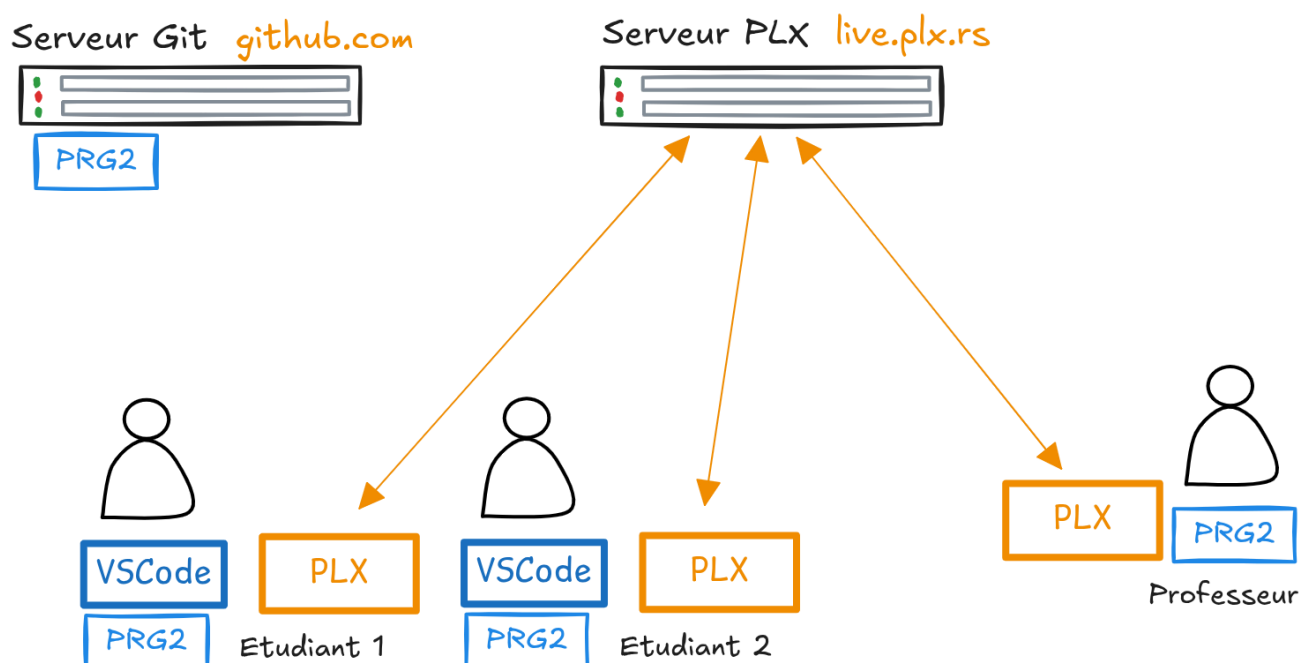 Serveur Git github.com
Serveur PLX live.plx.rs
PRG2
VSCode
PLX
PRG2
Etudiant 1
VSCode
PLX
PRG2
Etudiant 2
PLX
PRG2
Professeur